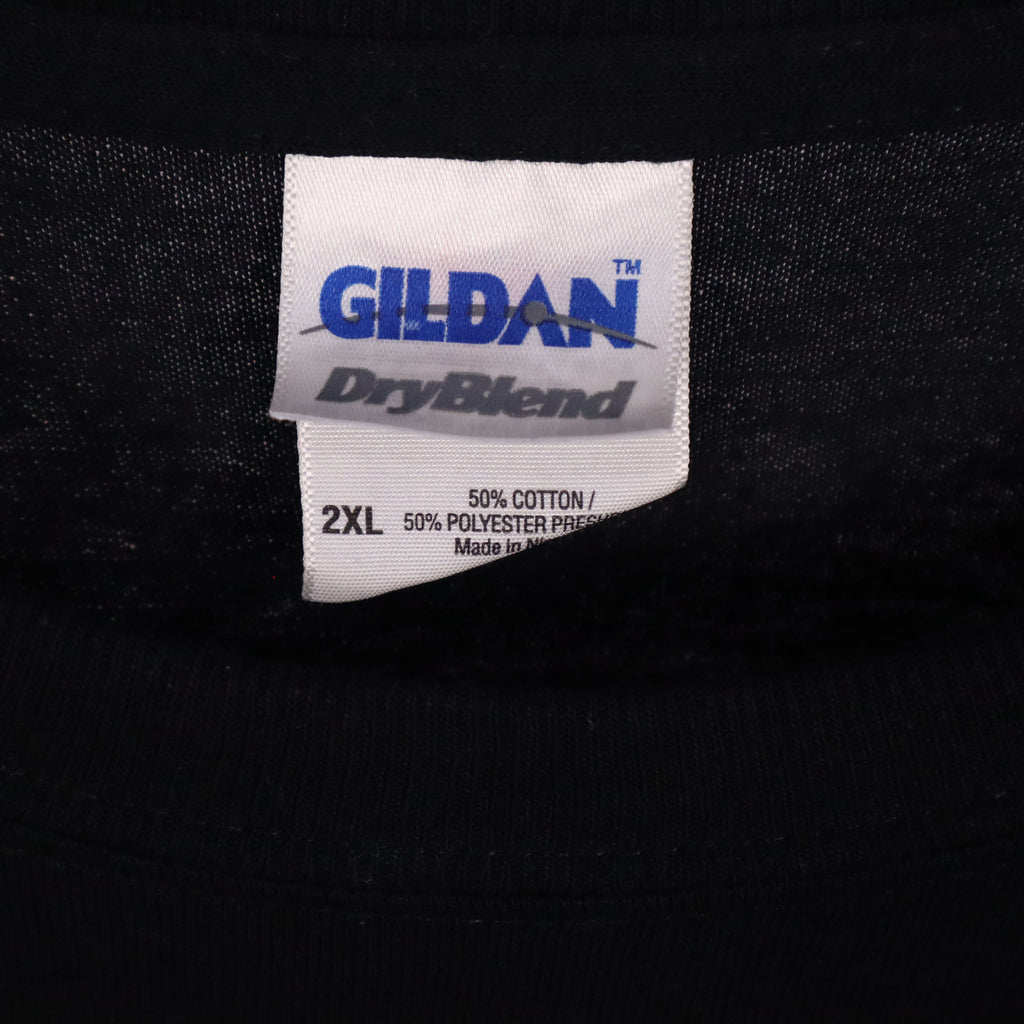 GILDAN™
DryBlend
50% COTTON /
2XL 50% POLYESTER
Made in